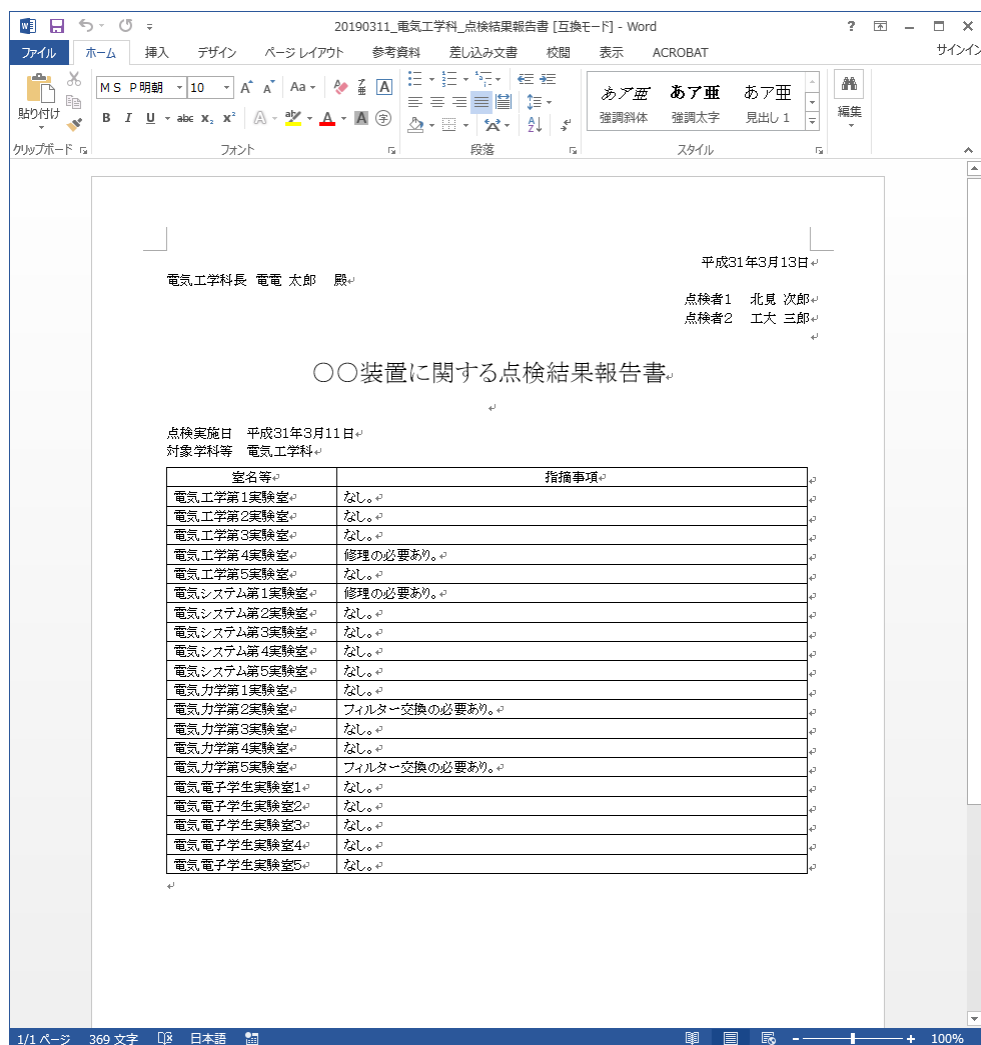 20190311_電気工学科_点検結果報告書 [互換モード] - Word
ファイル ホーム 挿入 デザイン ページ レイアウト 参考資料 差し込み文書 校閲 表示 ACROBAT サインイン
貼り付け
ＭＳ Ｐ明朝 10
あア亜 あア亜 あア亜
強調斜体 強調太字 見出し 1
編集
クリップボード フォント 段落 スタイル
平成31年3月13日
電気工学科長 電電 太郎 殿
点検者1 北見 次郎
点検者2 工大 三郎
〇〇装置に関する点検結果報告書
点検実施日 平成31年3月11日
対象学科等 電気工学科
室名等 指摘事項
電気工学第1実験室 なし。
電気工学第2実験室 なし。
電気工学第3実験室 なし。
電気工学第4実験室 修理の必要あり。
電気工学第5実験室 なし。
電気システム第1実験室 修理の必要あり。
電気システム第2実験室 なし。
電気システム第3実験室 なし。
電気システム第4実験室 なし。
電気システム第5実験室 なし。
電気力学第1実験室 なし。
電気力学第2実験室 フィルター交換の必要あり。
電気力学第3実験室 なし。
電気力学第4実験室 なし。
電気力学第5実験室 フィルター交換の必要あり。
電気電子学生実験室1 なし。
電気電子学生実験室2 なし。
電気電子学生実験室3 なし。
電気電子学生実験室4 なし。
電気電子学生実験室5 なし。
1/1 ページ 369 文字 日本語 100%